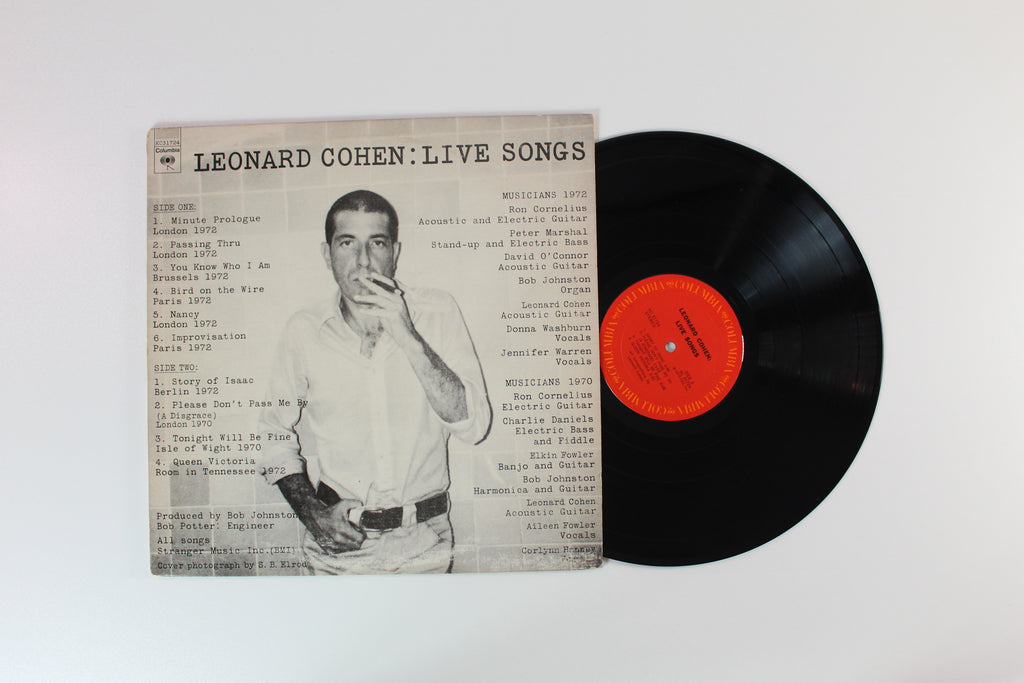 KC31724
Columbia
LEONARD COHEN:LIVE SONGS
SIDE ONE:
1. Minute Prologue
London 1972
2. Passing Thru
London 1972
3. You Know Who I Am
Brussels 1972
4. Bird on the Wire
Paris 1972
5. Nancy
London 1972
6. Improvisation
Paris 1972
SIDE TWO:
1. Story of Isaac
Berlin 1972
2. Please Don't Pass Me By
(A Disgrace)
London 1970
3. Tonight Will Be Fine
Isle of Wight 1970
4. Queen Victoria
Room in Tennessee 1972
Produced by Bob Johnston
Bob Potter: Engineer
All songs
Stranger Music Inc.(BMI)
Cover photograph by S. B. Elrod
MUSICIANS 1972
Ron Cornelius
Acoustic and Electric Guitar
Peter Marshal
Stand-up and Electric Bass
David O'Connor
Acoustic Guitar
Bob Johnston
Organ
Leonard Cohen
Acoustic Guitar
Donna Washburn
Vocals
Jennifer Warren
Vocals
MUSICIANS 1970
Ron Cornelius
Electric Guitar
Charlie Daniels
Electric Bass
and Fiddle
Elkin Fowler
Banjo and Guitar
Bob Johnston
Harmonica and Guitar
Leonard Cohen
Acoustic Guitar
Aileen Fowler
Vocals
Corlynn Hanney
COLUMBIA COLUMBIA COLUMBIA COLUMBIA COLUMBIA COLUMBIA
LEONARD COHEN:
LIVE SONGS